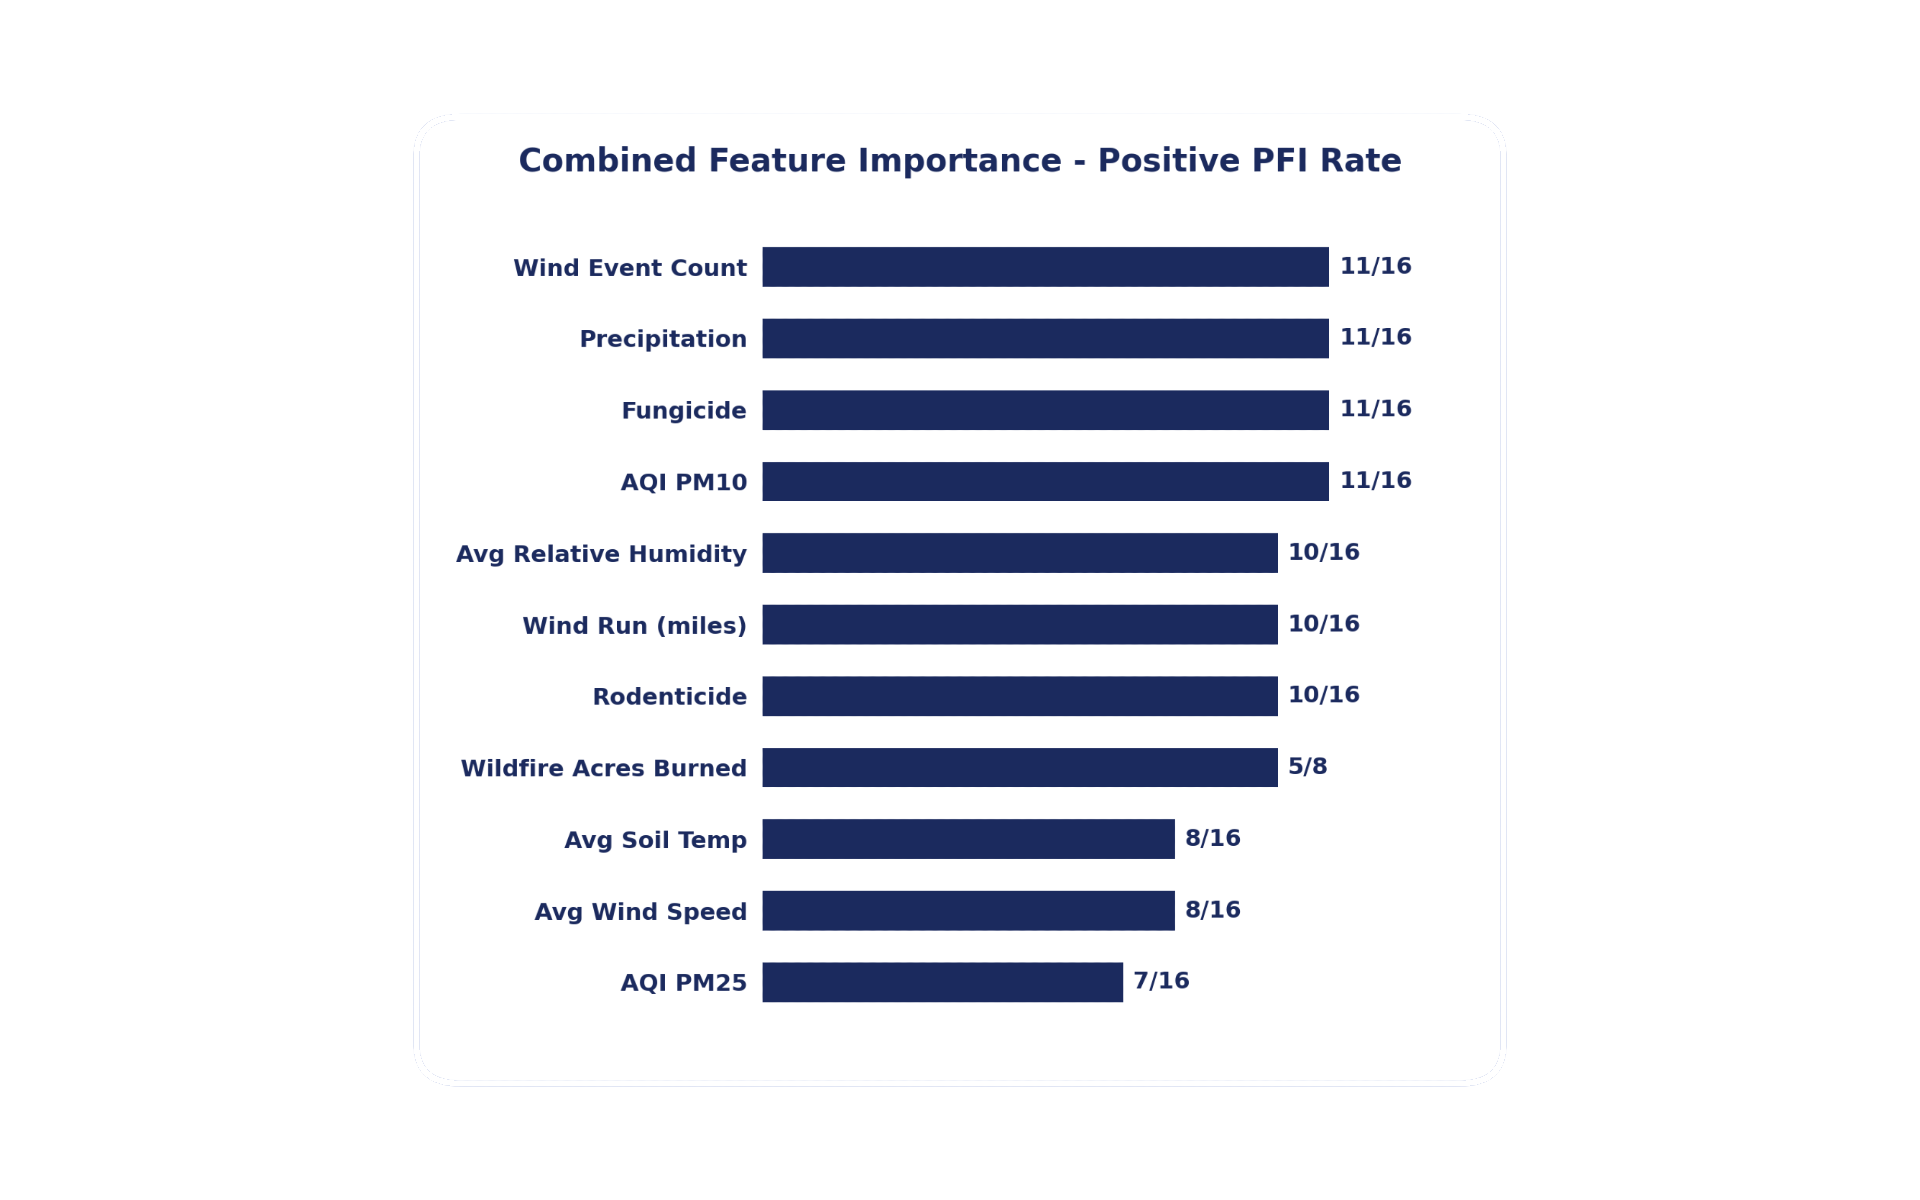 Combined Feature Importance - Positive PFI Rate
Wind Event Count 11/16
Precipitation 11/16
Fungicide 11/16
AQI PM10 11/16
Avg Relative Humidity 10/16
Wind Run (miles) 10/16
Rodenticide 10/16
Wildfire Acres Burned 5/8
Avg Soil Temp 8/16
Avg Wind Speed 8/16
AQI PM25 7/16